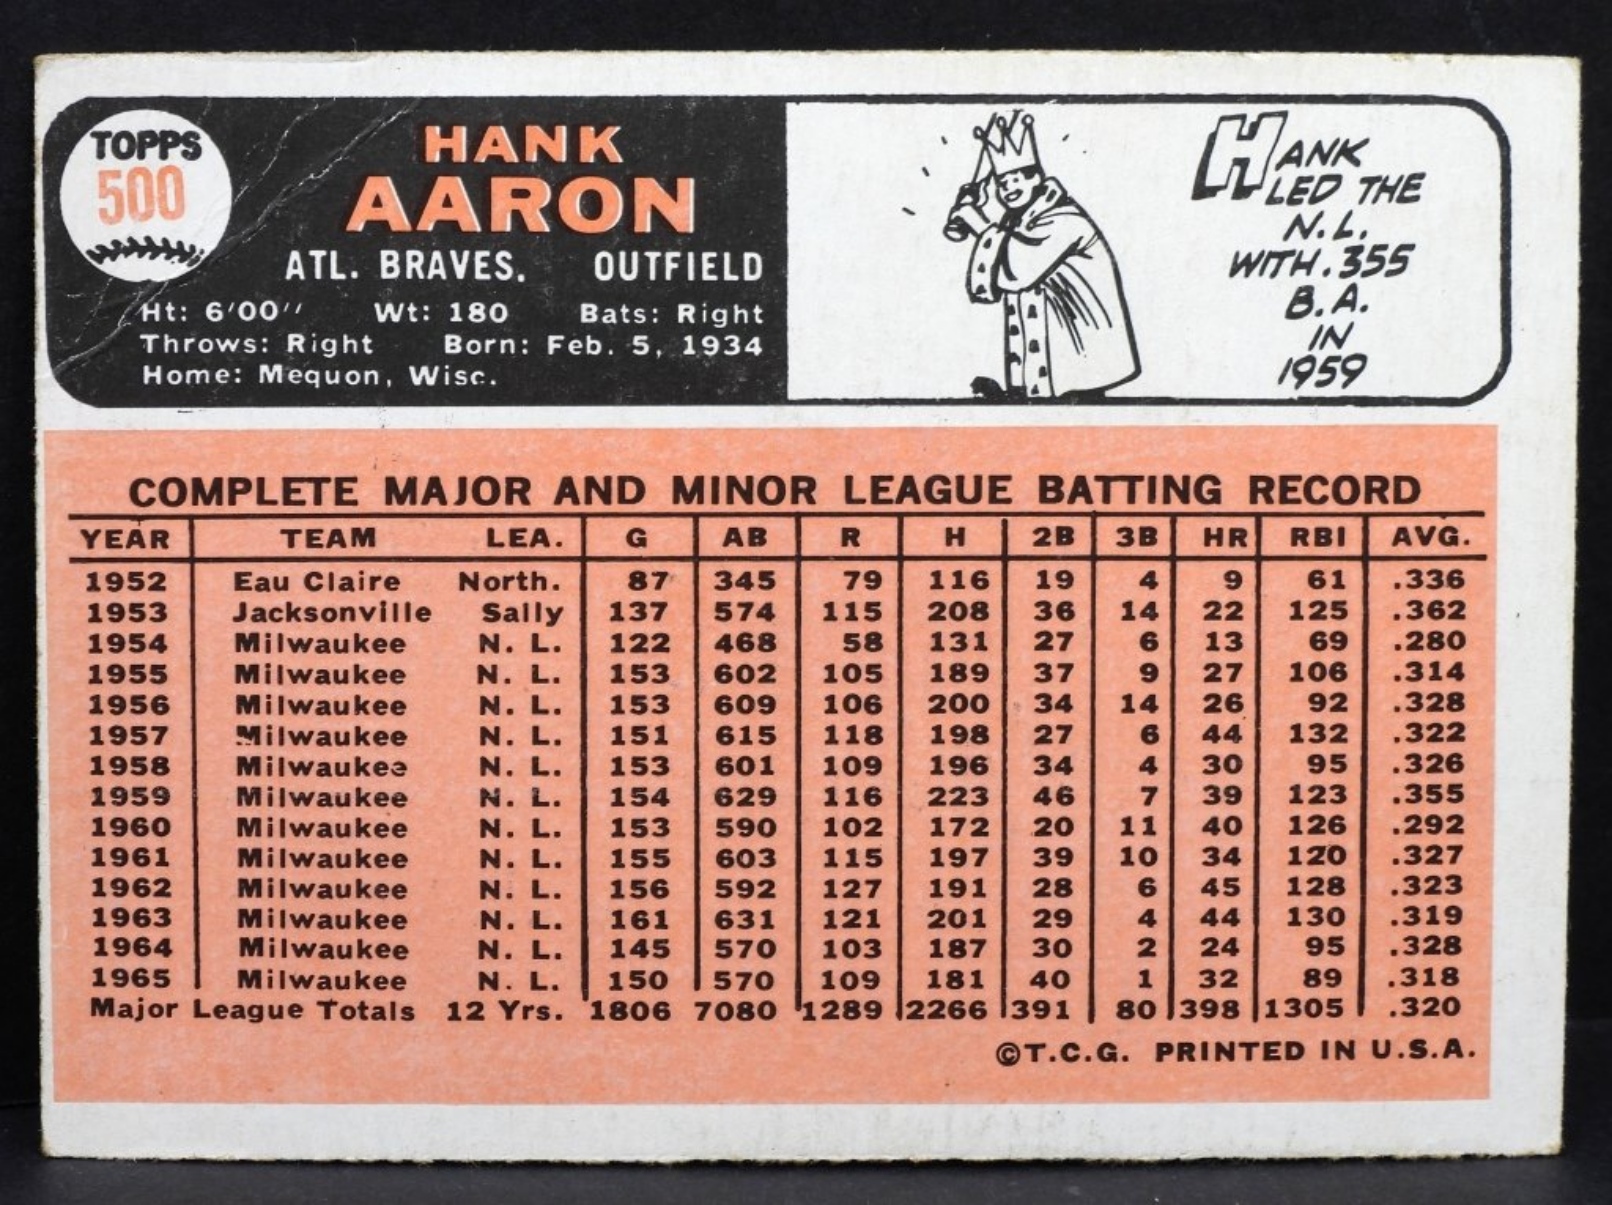 TOPPS
500
HANK
AARON
ATL. BRAVES. OUTFIELD
Ht: 6'00'' Wt: 180 Bats: Right
Throws: Right Born: Feb. 5, 1934
Home: Mequon, Wisc.
HANK
LED THE
N.L.
WITH .355
B.A.
IN
1959
COMPLETE MAJOR AND MINOR LEAGUE BATTING RECORD
YEAR TEAM LEA. G AB R H 2B 3B HR RBI AVG.
1952 Eau Claire North. 87 345 79 116 19 4 9 61 .336
1953 Jacksonville Sally 137 574 115 208 36 14 22 125 .362
1954 Milwaukee N. L. 122 468 58 131 27 6 13 69 .280
1955 Milwaukee N. L. 153 602 105 189 37 9 27 106 .314
1956 Milwaukee N. L. 153 609 106 200 34 14 26 92 .328
1957 Milwaukee N. L. 151 615 118 198 27 6 44 132 .322
1958 Milwaukee N. L. 153 601 109 196 34 4 30 95 .326
1959 Milwaukee N. L. 154 629 116 223 46 7 39 123 .355
1960 Milwaukee N. L. 153 590 102 172 20 11 40 126 .292
1961 Milwaukee N. L. 155 603 115 197 39 10 34 120 .327
1962 Milwaukee N. L. 156 592 127 191 28 6 45 128 .323
1963 Milwaukee N. L. 161 631 121 201 29 4 44 130 .319
1964 Milwaukee N. L. 145 570 103 187 30 2 24 95 .328
1965 Milwaukee N. L. 150 570 109 181 40 1 32 89 .318
Major League Totals 12 Yrs. 1806 7080 1289 2266 391 80 398 1305 .320
©T.C.G. PRINTED IN U.S.A.